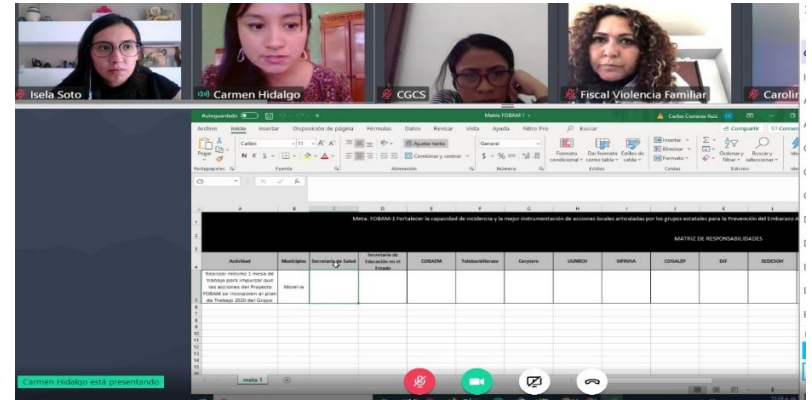 Isela Soto
Carmen Hidalgo
CGCS
Fiscal Violencia Familiar
Carolin
Autoguardado
Matriz FOBAM 1
Carlos Cisneros Ruiz
Archivo Inicio Insertar Disposición de página Fórmulas Datos Revisar Vista Ayuda Nitro Pro Buscar
Compartir
Pegar
Calibri
11
N K S
Ajustar texto
Combinar y centrar
General
Formato condicional
Dar formato como tabla
Estilos de celda
Insertar
Eliminar
Formato
Ordenar y filtrar
Buscar y seleccionar
Portapapeles Fuente Alineación Número Estilos Celdas Edición
C5
Meta: FOBAM-1 Fortalecer la capacidad de incidencia y la mejor instrumentación de acciones locales articuladas por los grupos estatales para la Prevención del Embarazo A
MATRIZ DE RESPONSABILIDADES
Actividad Municipios Secretaría de Salud Secretaría de Educación en el Estado COBAEM Telebachillerato Cecytem UIUMICH SIPINNA CONALEP DIF SEDESOH
Realizar mínimo 1 mesa de
trabajo para impulsar que
las acciones del Proyecto
FOBAM se incorporen al plan
de Trabajo 2020 del Grupo
Morelia
meta 1
Carmen Hidalgo está presentando